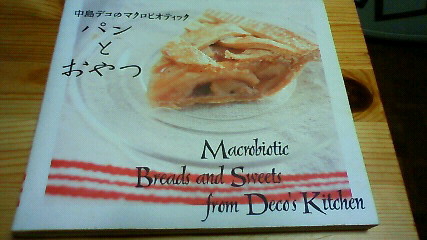 中島デコのマクロビオティック
パン
と
おやつ
Macrobiotic
Breads and Sweets
from Deco's Kitchen